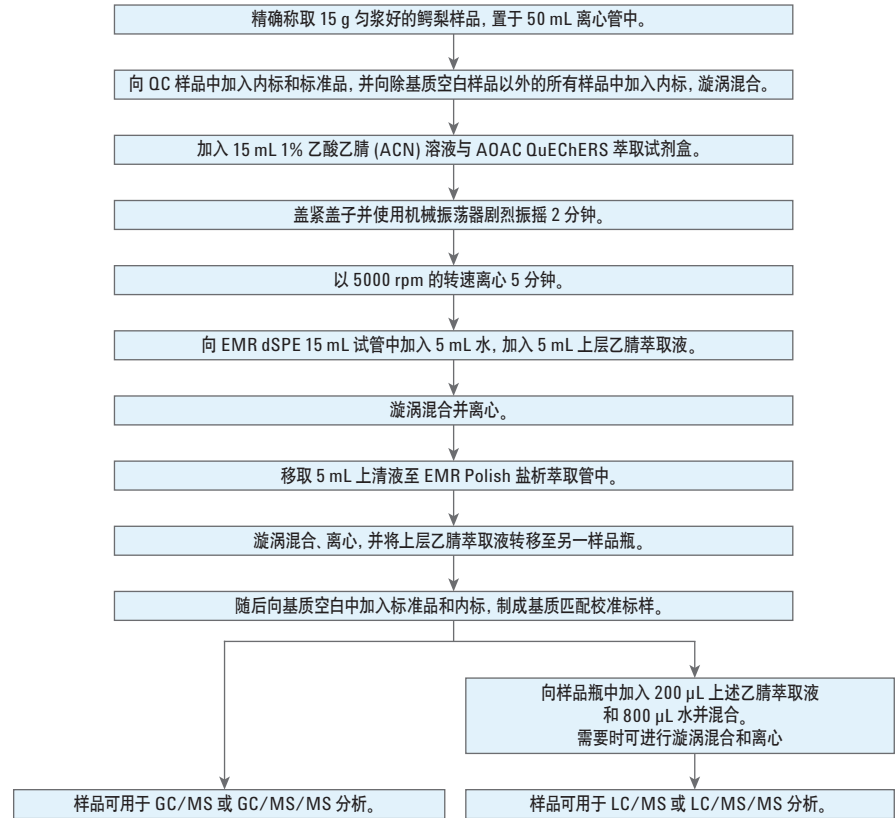 精确称取 15 g 匀浆好的鳄梨样品，置于 50 mL 离心管中。
向 QC 样品中加入内标和标准品，并向除基质空白样品以外的所有样品中加入内标，漩涡混合。
加入 15 mL 1% 乙酸乙腈 (ACN) 溶液与 AOAC QuEChERS 萃取试剂盒。
盖紧盖子并使用机械振荡器剧烈振摇 2 分钟。
以 5000 rpm 的转速离心 5 分钟。
向 EMR dSPE 15 mL 试管中加入 5 mL 水，加入 5 mL 上层乙腈萃取液。
漩涡混合并离心。
移取 5 mL 上清液至 EMR Polish 盐析萃取管中。
漩涡混合、离心，并将上层乙腈萃取液转移至另一样品瓶。
随后向基质空白中加入标准品和内标，制成基质匹配校准标样。
向样品瓶中加入 200 µL 上述乙腈萃取液
和 800 µL 水并混合。
需要时可进行漩涡混合和离心
样品可用于 GC/MS 或 GC/MS/MS 分析。
样品可用于 LC/MS 或 LC/MS/MS 分析。